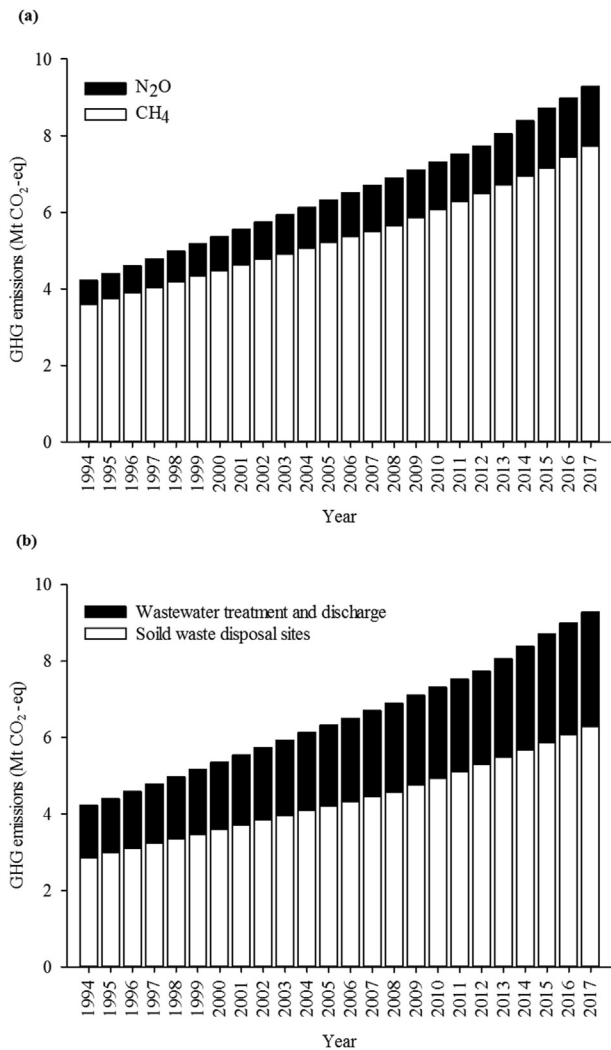 (a)
10
8
6
4
2
0
GHG emissions (Mt CO2-eq)
N2O
CH4
1994 1995 1996 1997 1998 1999 2000 2001 2002 2003 2004 2005 2006 2007 2008 2009 2010 2011 2012 2013 2014 2015 2016 2017
Year
(b)
10
8
6
4
2
0
GHG emissions (Mt CO2-eq)
Wastewater treatment and discharge
Soild waste disposal sites
1994 1995 1996 1997 1998 1999 2000 2001 2002 2003 2004 2005 2006 2007 2008 2009 2010 2011 2012 2013 2014 2015 2016 2017
Year